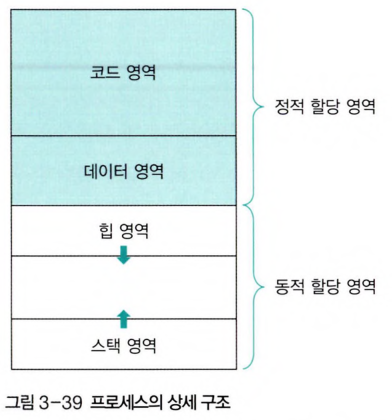 코드 영역
정적 할당 영역
데이터 영역
힙 영역
동적 할당 영역
스택 영역
그림 3-39 프로세스의 상세 구조